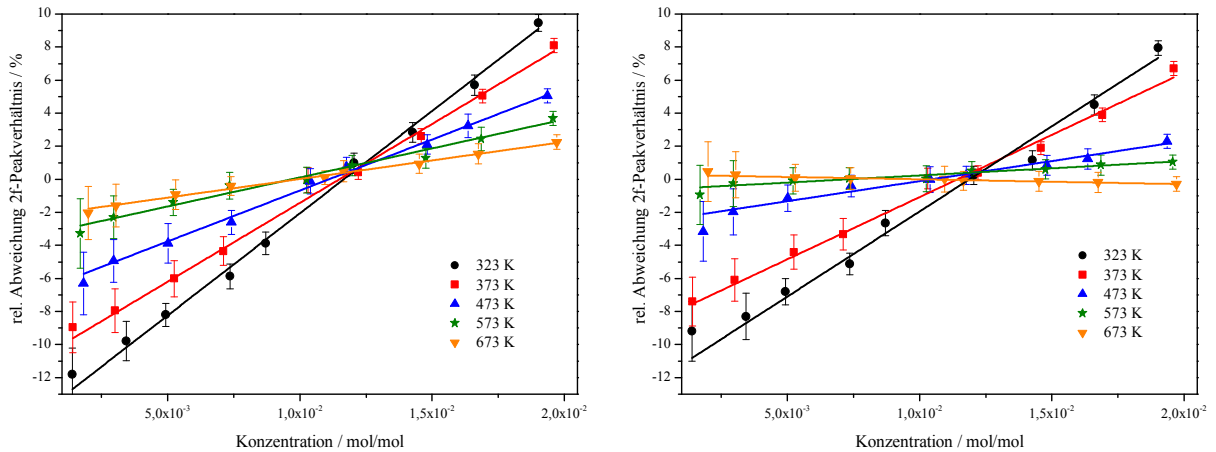 rel. Abweichung 2f-Peakverhältnis / %
10
8
6
4
2
0
-2
-4
-6
-8
-10
-12
323 K
373 K
473 K
573 K
673 K
5,0x10⁻³
1,0x10⁻²
1,5x10⁻²
2,0x10⁻²
Konzentration / mol/mol
rel. Abweichung 2f-Peakverhältnis / %
10
8
6
4
2
0
-2
-4
-6
-8
-10
-12
323 K
373 K
473 K
573 K
673 K
5,0x10⁻³
1,0x10⁻²
1,5x10⁻²
2,0x10⁻²
Konzentration / mol/mol